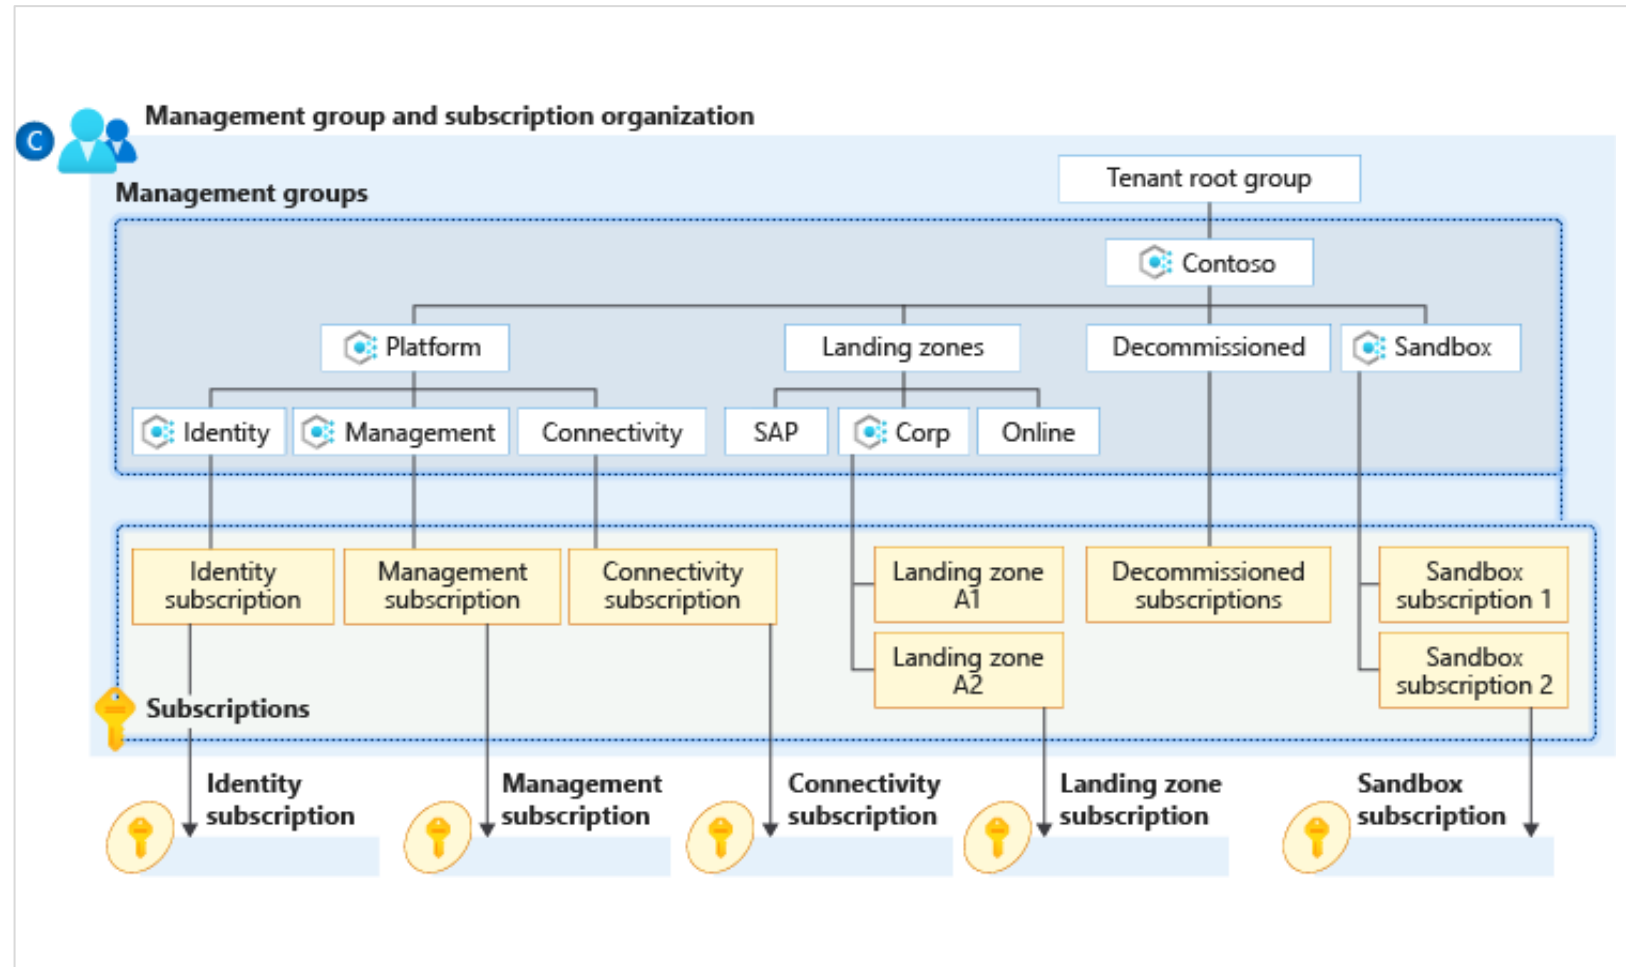 Management group and subscription organization
C
Management groups
Tenant root group
Contoso
Platform
Landing zones
Decommissioned
Sandbox
Identity
Management
Connectivity
SAP
Corp
Online
Identity
subscription
Management
subscription
Connectivity
subscription
Landing zone
A1
Decommissioned
subscriptions
Sandbox
subscription 1
Landing zone
A2
Sandbox
subscription 2
Subscriptions
Identity
subscription
Management
subscription
Connectivity
subscription
Landing zone
subscription
Sandbox
subscription